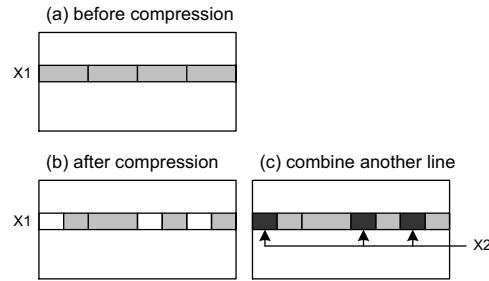 (a) before compression
X1
(b) after compression
(c) combine another line
X1
X2